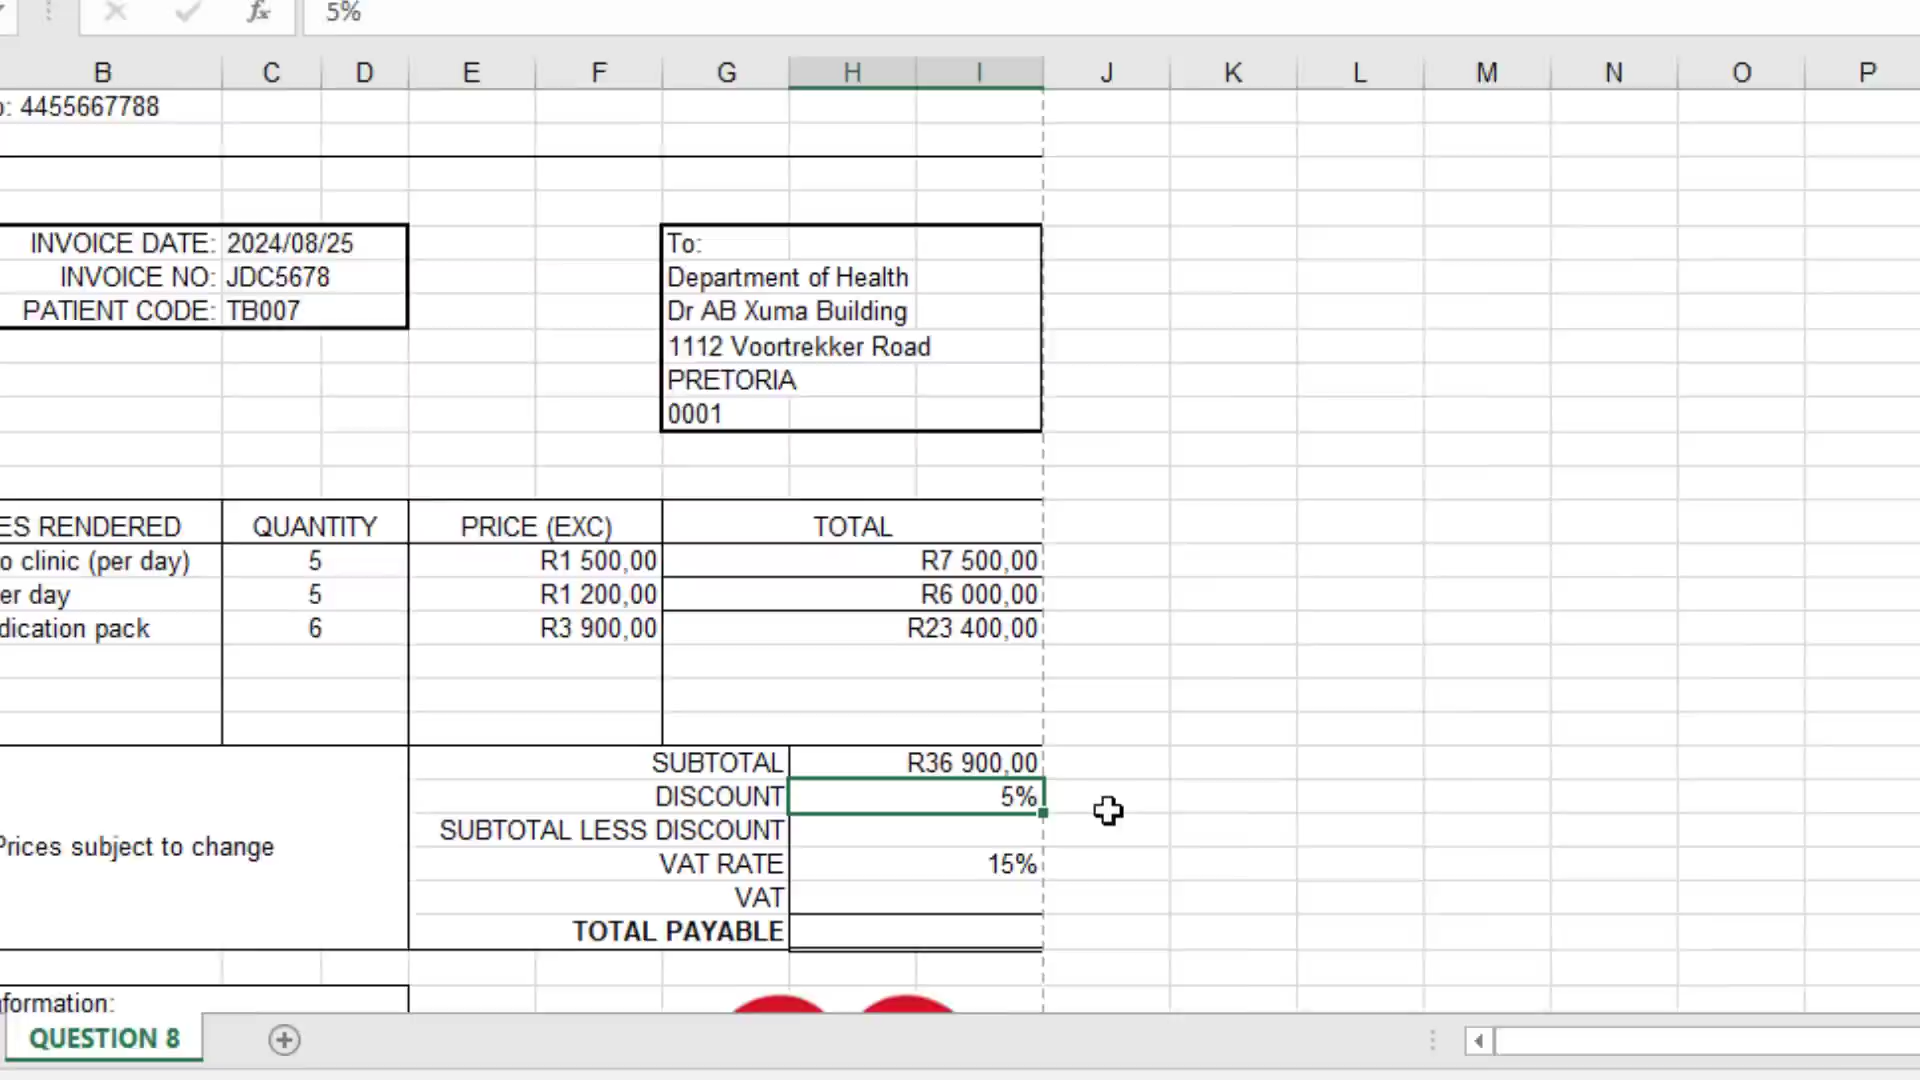 fx 5%
B C D E F G H I J K L M N O P
o: 4455667788
INVOICE DATE: 2024/08/25
INVOICE NO: JDC5678
PATIENT CODE: TB007
To:
Department of Health
Dr AB Xuma Building
1112 Voortrekker Road
PRETORIA
0001
ES RENDERED QUANTITY PRICE (EXC) TOTAL
o clinic (per day) 5 R1 500,00 R7 500,00
er day 5 R1 200,00 R6 000,00
dication pack 6 R3 900,00 R23 400,00
SUBTOTAL R36 900,00
DISCOUNT 5%
SUBTOTAL LESS DISCOUNT
Prices subject to change
VAT RATE 15%
VAT
TOTAL PAYABLE
nformation:
QUESTION 8